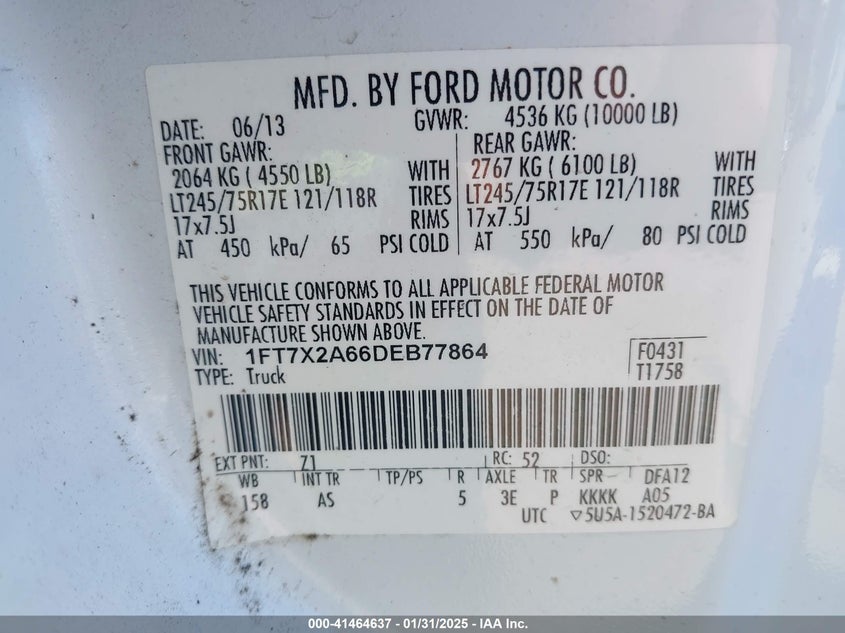 MFD. BY FORD MOTOR CO.
DATE: 06/13 GVWR: 4536 KG (10000 LB)
FRONT GAWR: REAR GAWR:
2064 KG ( 4550 LB) WITH 2767 KG ( 6100 LB) WITH
LT245/75R17E 121/118R TIRES LT245/75R17E 121/118R TIRES
17x7.5J RIMS 17x7.5J RIMS
AT 450 kPa/ 65 PSI COLD AT 550 kPa/ 80 PSI COLD
THIS VEHICLE CONFORMS TO ALL APPLICABLE FEDERAL MOTOR
VEHICLE SAFETY STANDARDS IN EFFECT ON THE DATE OF
MANUFACTURE SHOWN ABOVE.
VIN: 1FT7X2A66DEB77864 F0431
TYPE: Truck T1758
EXT PNT: Z1 RC: 52 DSO:
WB INT TR TP/PS R AXLE TR SPR DFA12
158 AS 5 3E P KKKK A05
UTC ▽5U5A-1520472-BA
000-41464637 - 01/31/2025 - IAA Inc.